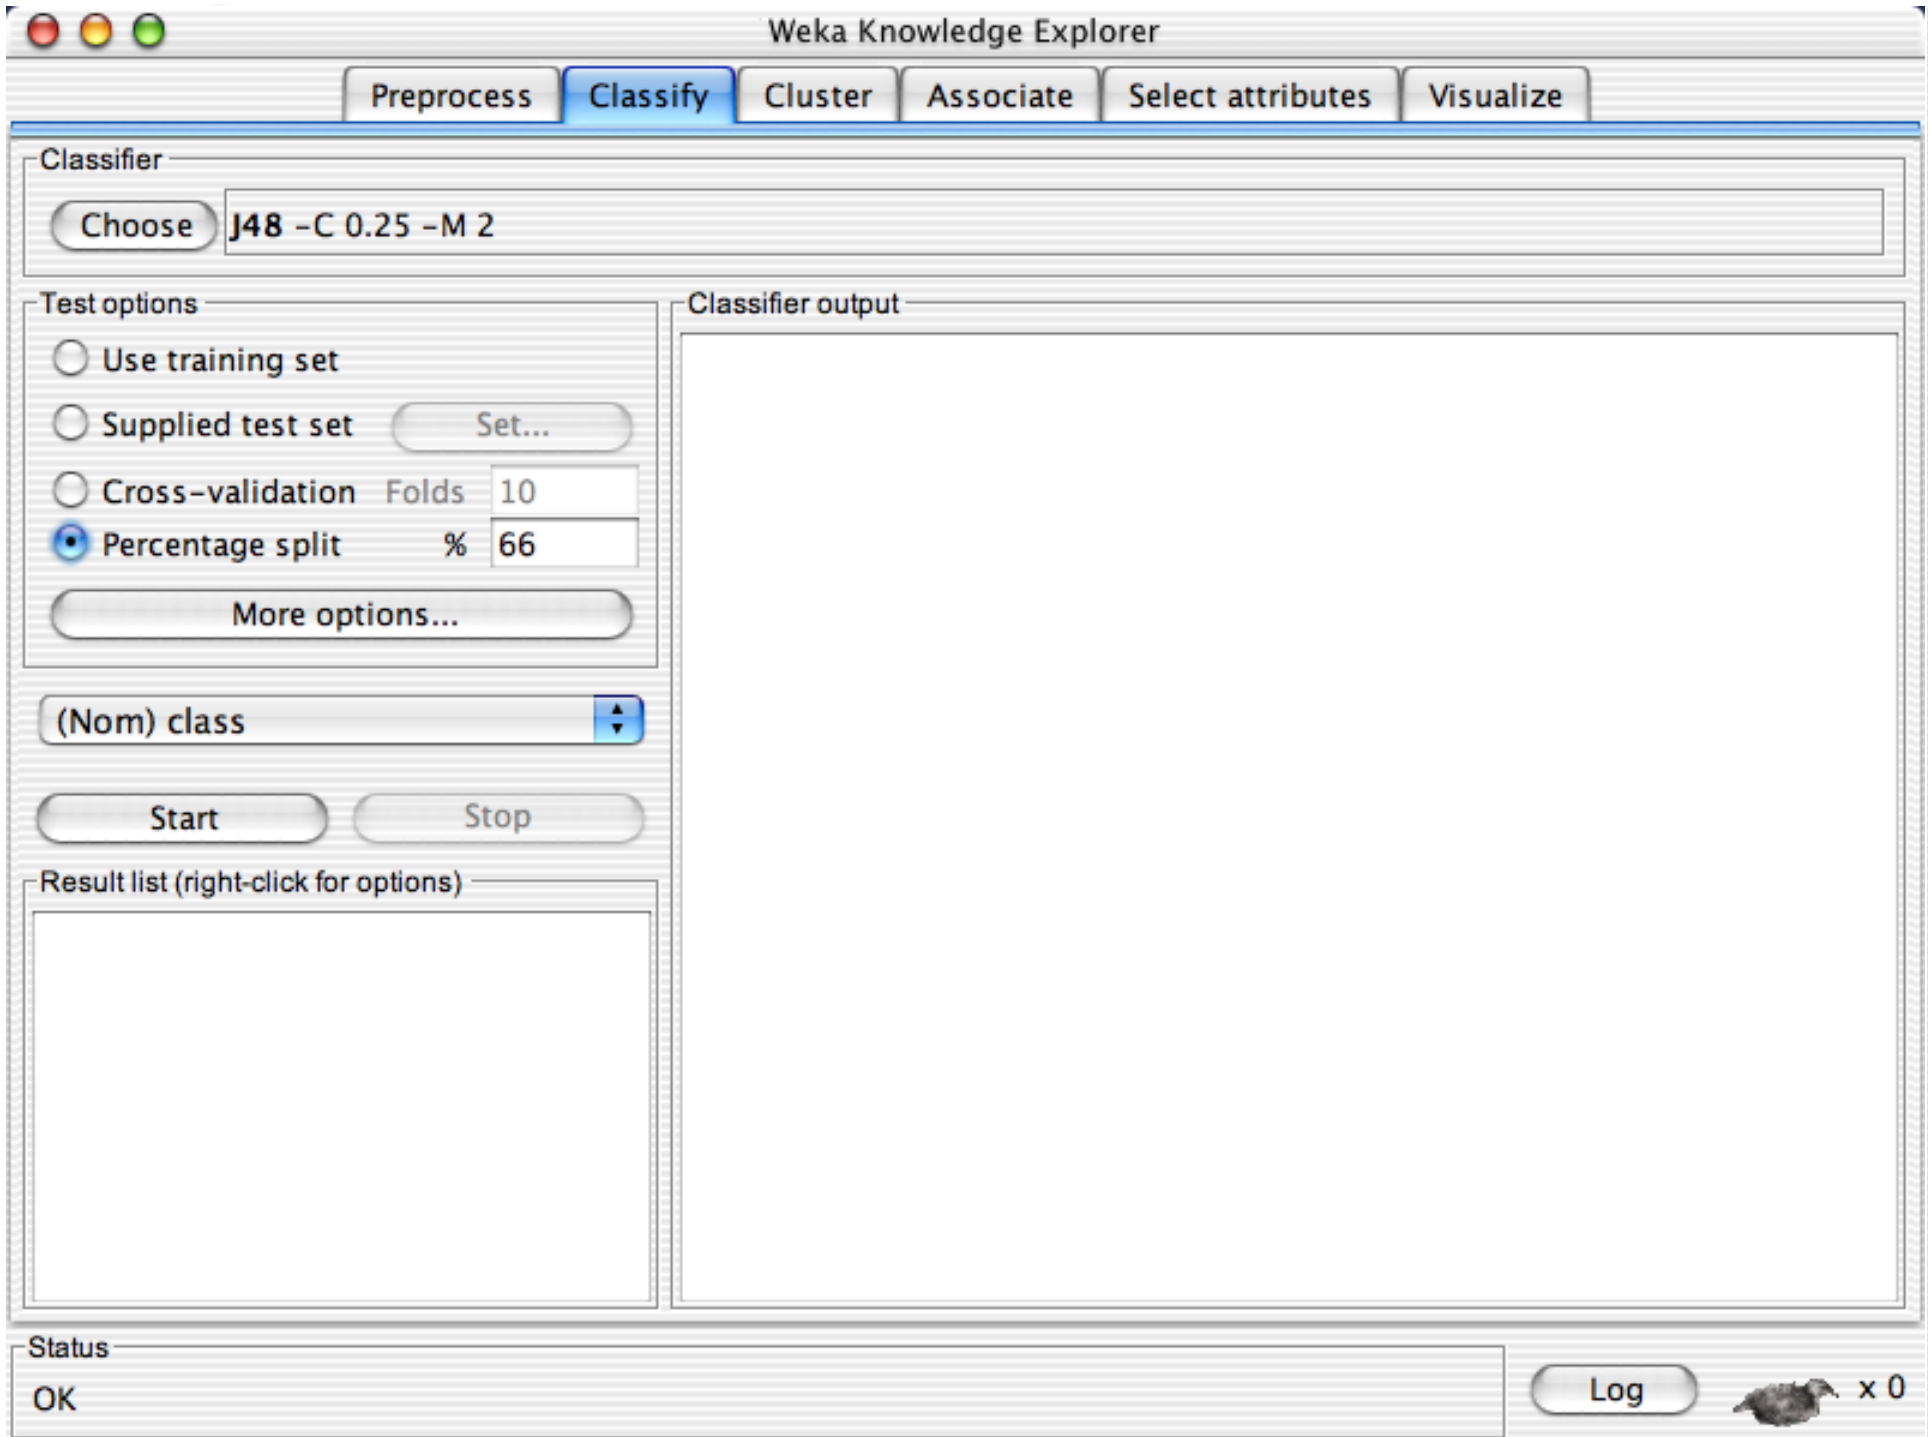 Weka Knowledge Explorer
Preprocess Classify Cluster Associate Select attributes Visualize
Classifier
Choose J48 -C 0.25 -M 2
Test options
Use training set
Supplied test set Set...
Cross-validation Folds 10
Percentage split % 66
More options...
(Nom) class
Start Stop
Result list (right-click for options)
Classifier output
Status
OK
Log x 0